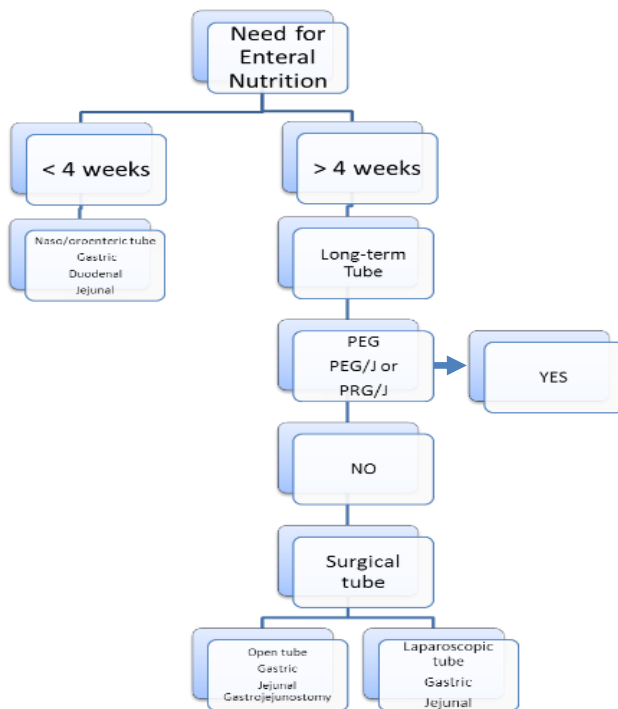 Need for
Enteral
Nutrition
< 4 weeks
> 4 weeks
Naso/oroenteric tube
Gastric
Duodenal
Jejunal
Long-term
Tube
PEG
PEG/J or
PRG/J
YES
NO
Surgical
tube
Open tube
Gastric
Jejunal
Gastrojejunostomy
Laparoscopic
tube
Gastric
Jejunal